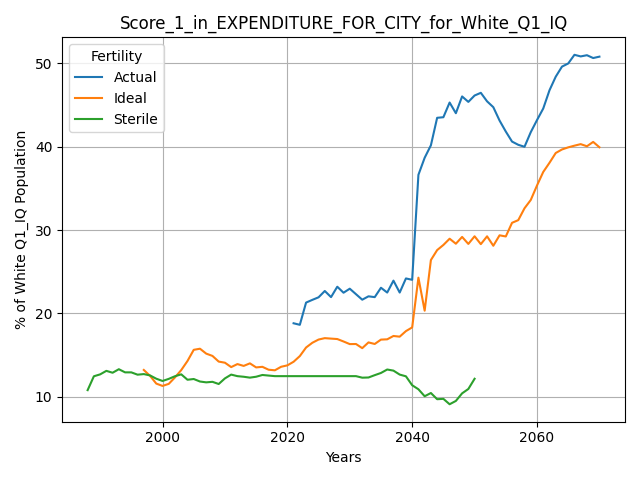 Score_1_in_EXPENDITURE_FOR_CITY_for_White_Q1_IQ
Fertility
Actual
Ideal
Sterile
% of White Q1_IQ Population
50
40
30
20
10
2000
2020
2040
2060
Years